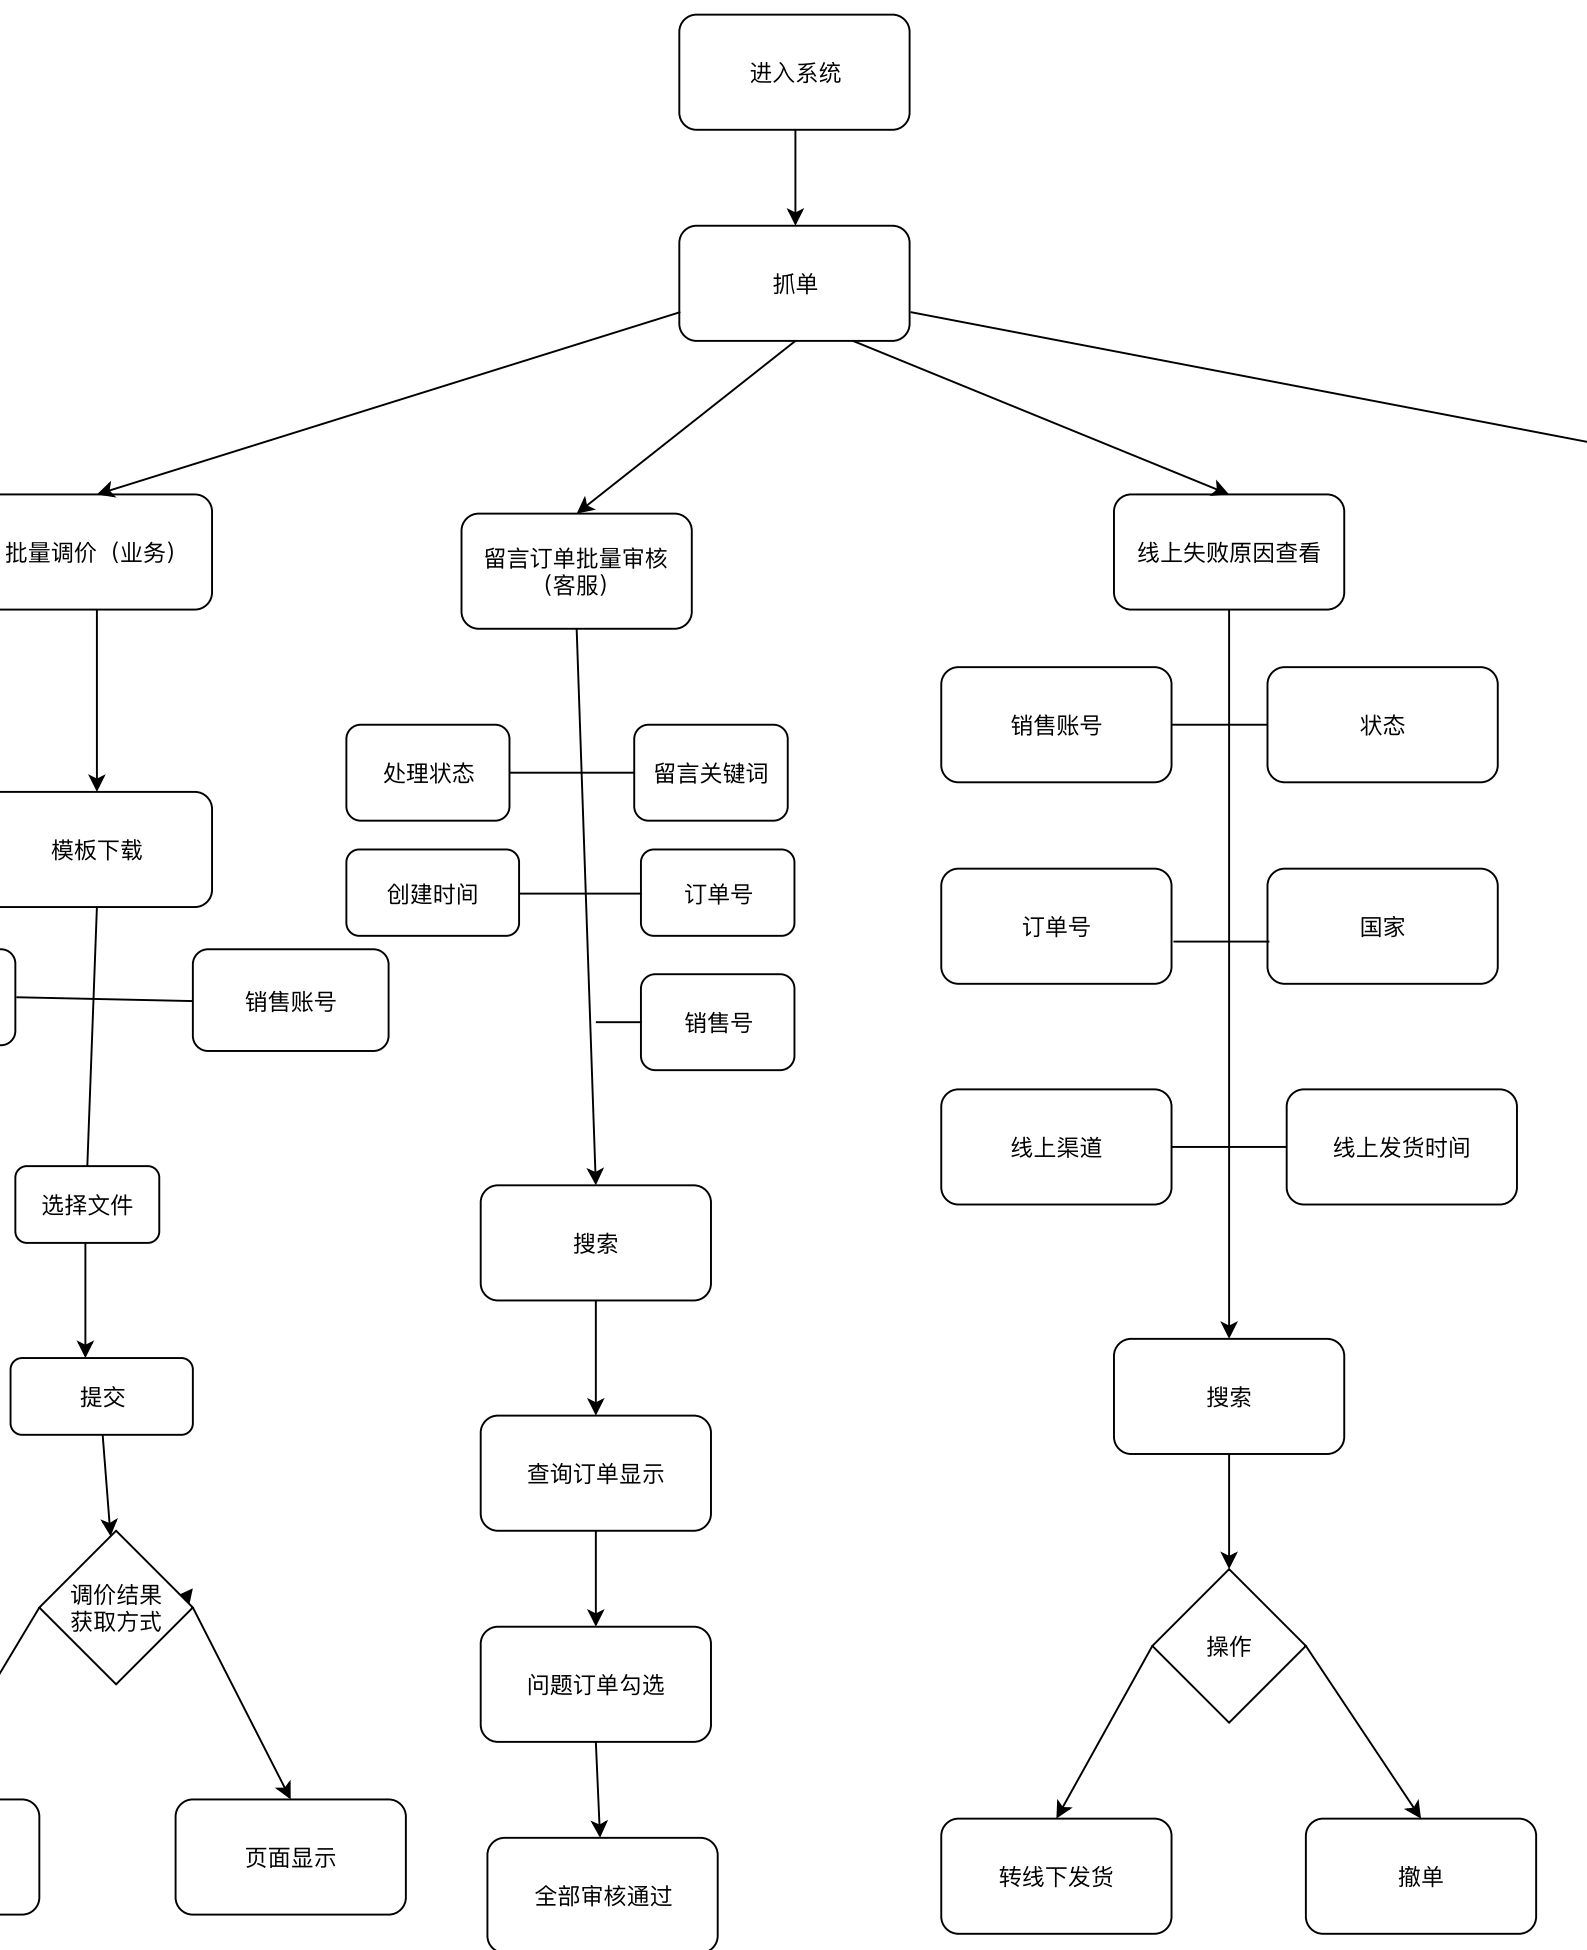 进入系统
抓单
批量调价（业务）
留言订单批量审核
（客服）
线上失败原因查看
销售账号
状态
处理状态
留言关键词
模板下载
创建时间
订单号
订单号
国家
销售账号
销售号
线上渠道
线上发货时间
选择文件
搜索
提交
搜索
查询订单显示
调价结果
获取方式
操作
问题订单勾选
页面显示
全部审核通过
转线下发货
撤单